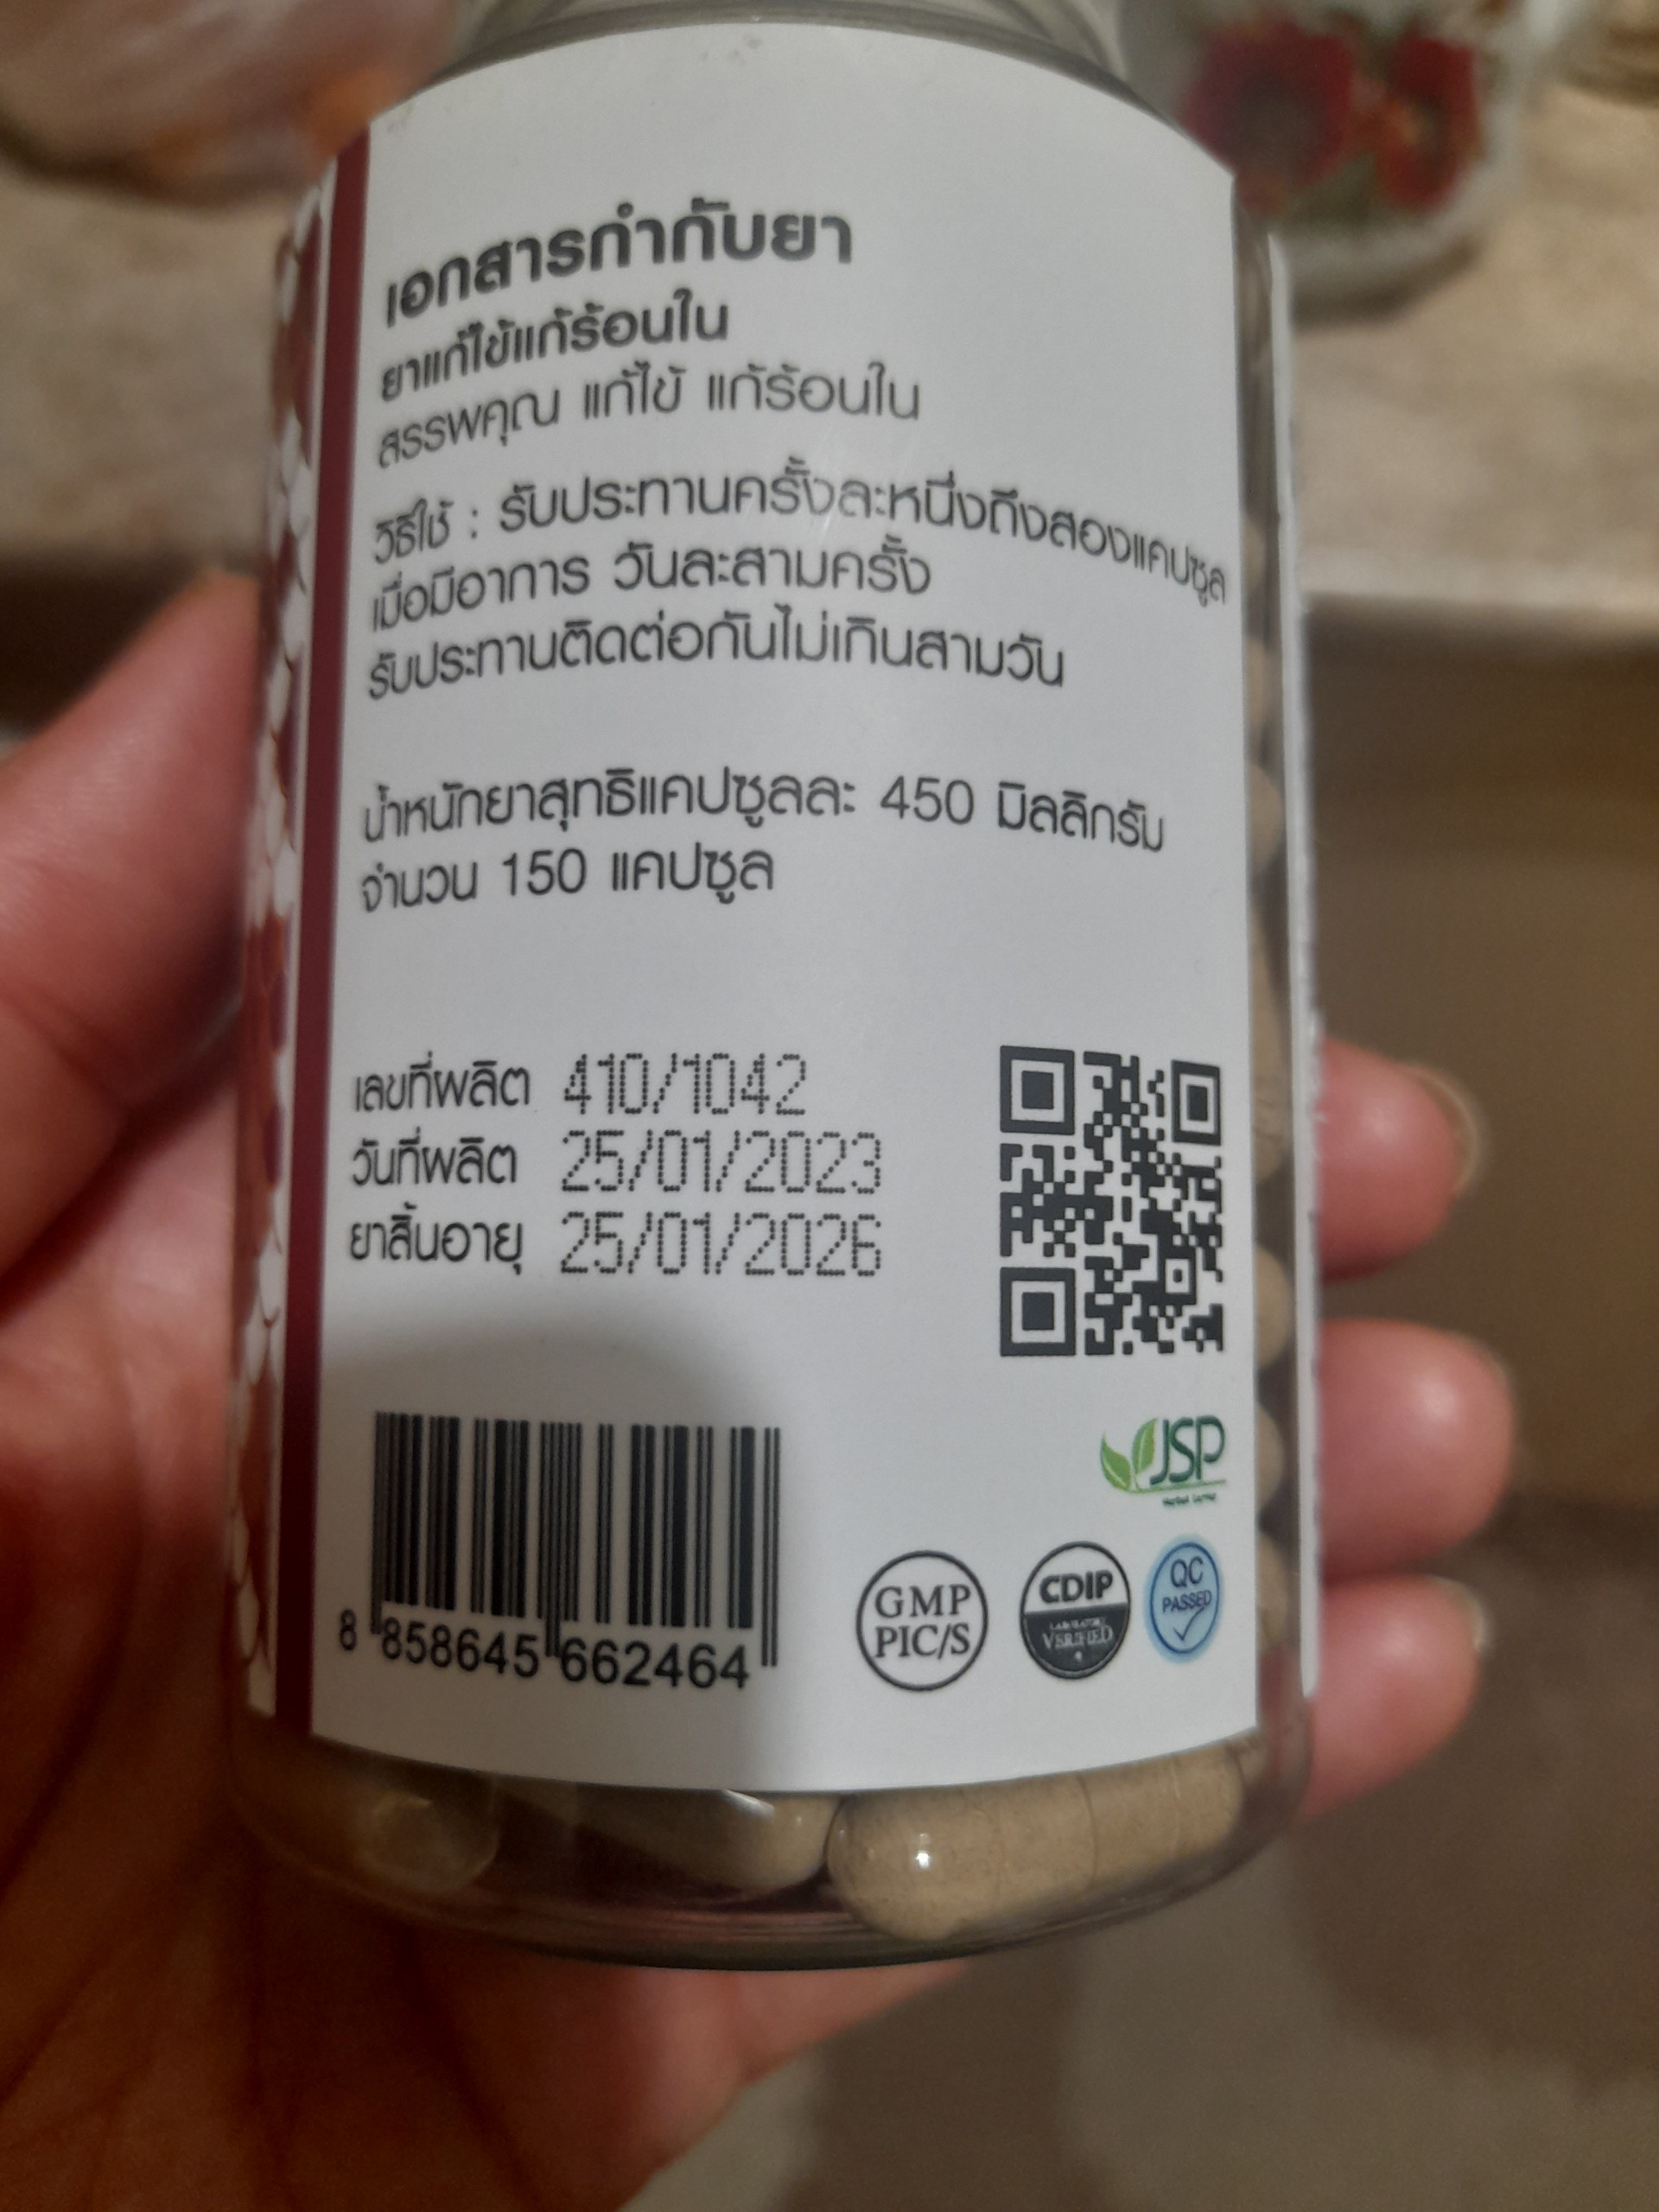 เอกสารกำกับยา
ยาแก้ไข้แก้ร้อนใน
สรรพคุณ แก้ไข้ แก้ร้อนใน
วิธีใช้ : รับประทานครั้งละหนึ่งถึงสองแคปซูล
เมื่อมีอาการ วันละสามครั้ง
รับประทานติดต่อกันไม่เกินสามวัน
น้ำหนักยาสุทธิแคปซูลละ 450 มิลลิกรัม
จำนวน 150 แคปซูล
เลขที่ผลิต 410/1042
วันที่ผลิต 25/01/2023
ยาสิ้นอายุ 25/01/2026
JSP
8 858645 662464
GMP
PIC/S
CDIP
LABORATORY
VERIFIED
QC
PASSED